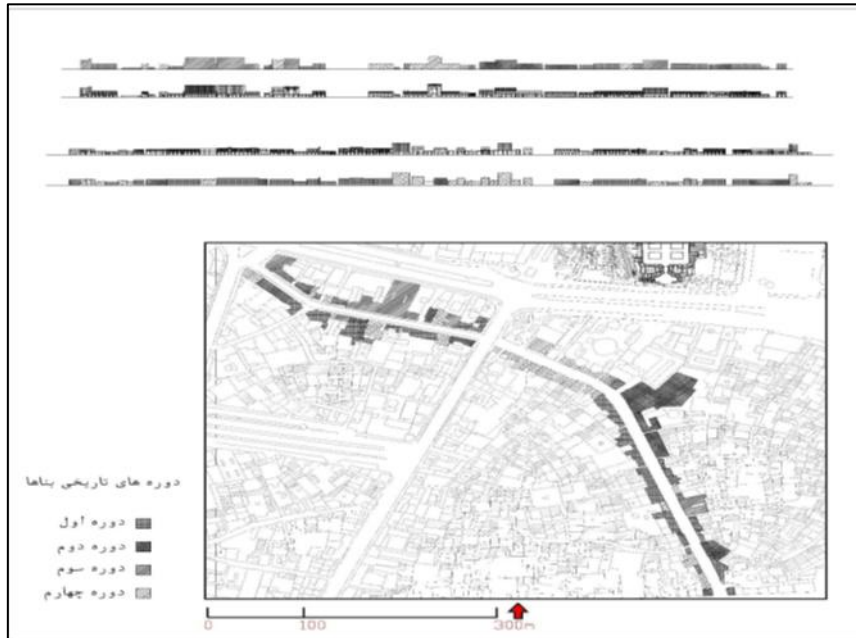 دوره های تاریخی بناها
دوره اول
دوره دوم
دوره سوم
دوره چهارم
0 100 300m